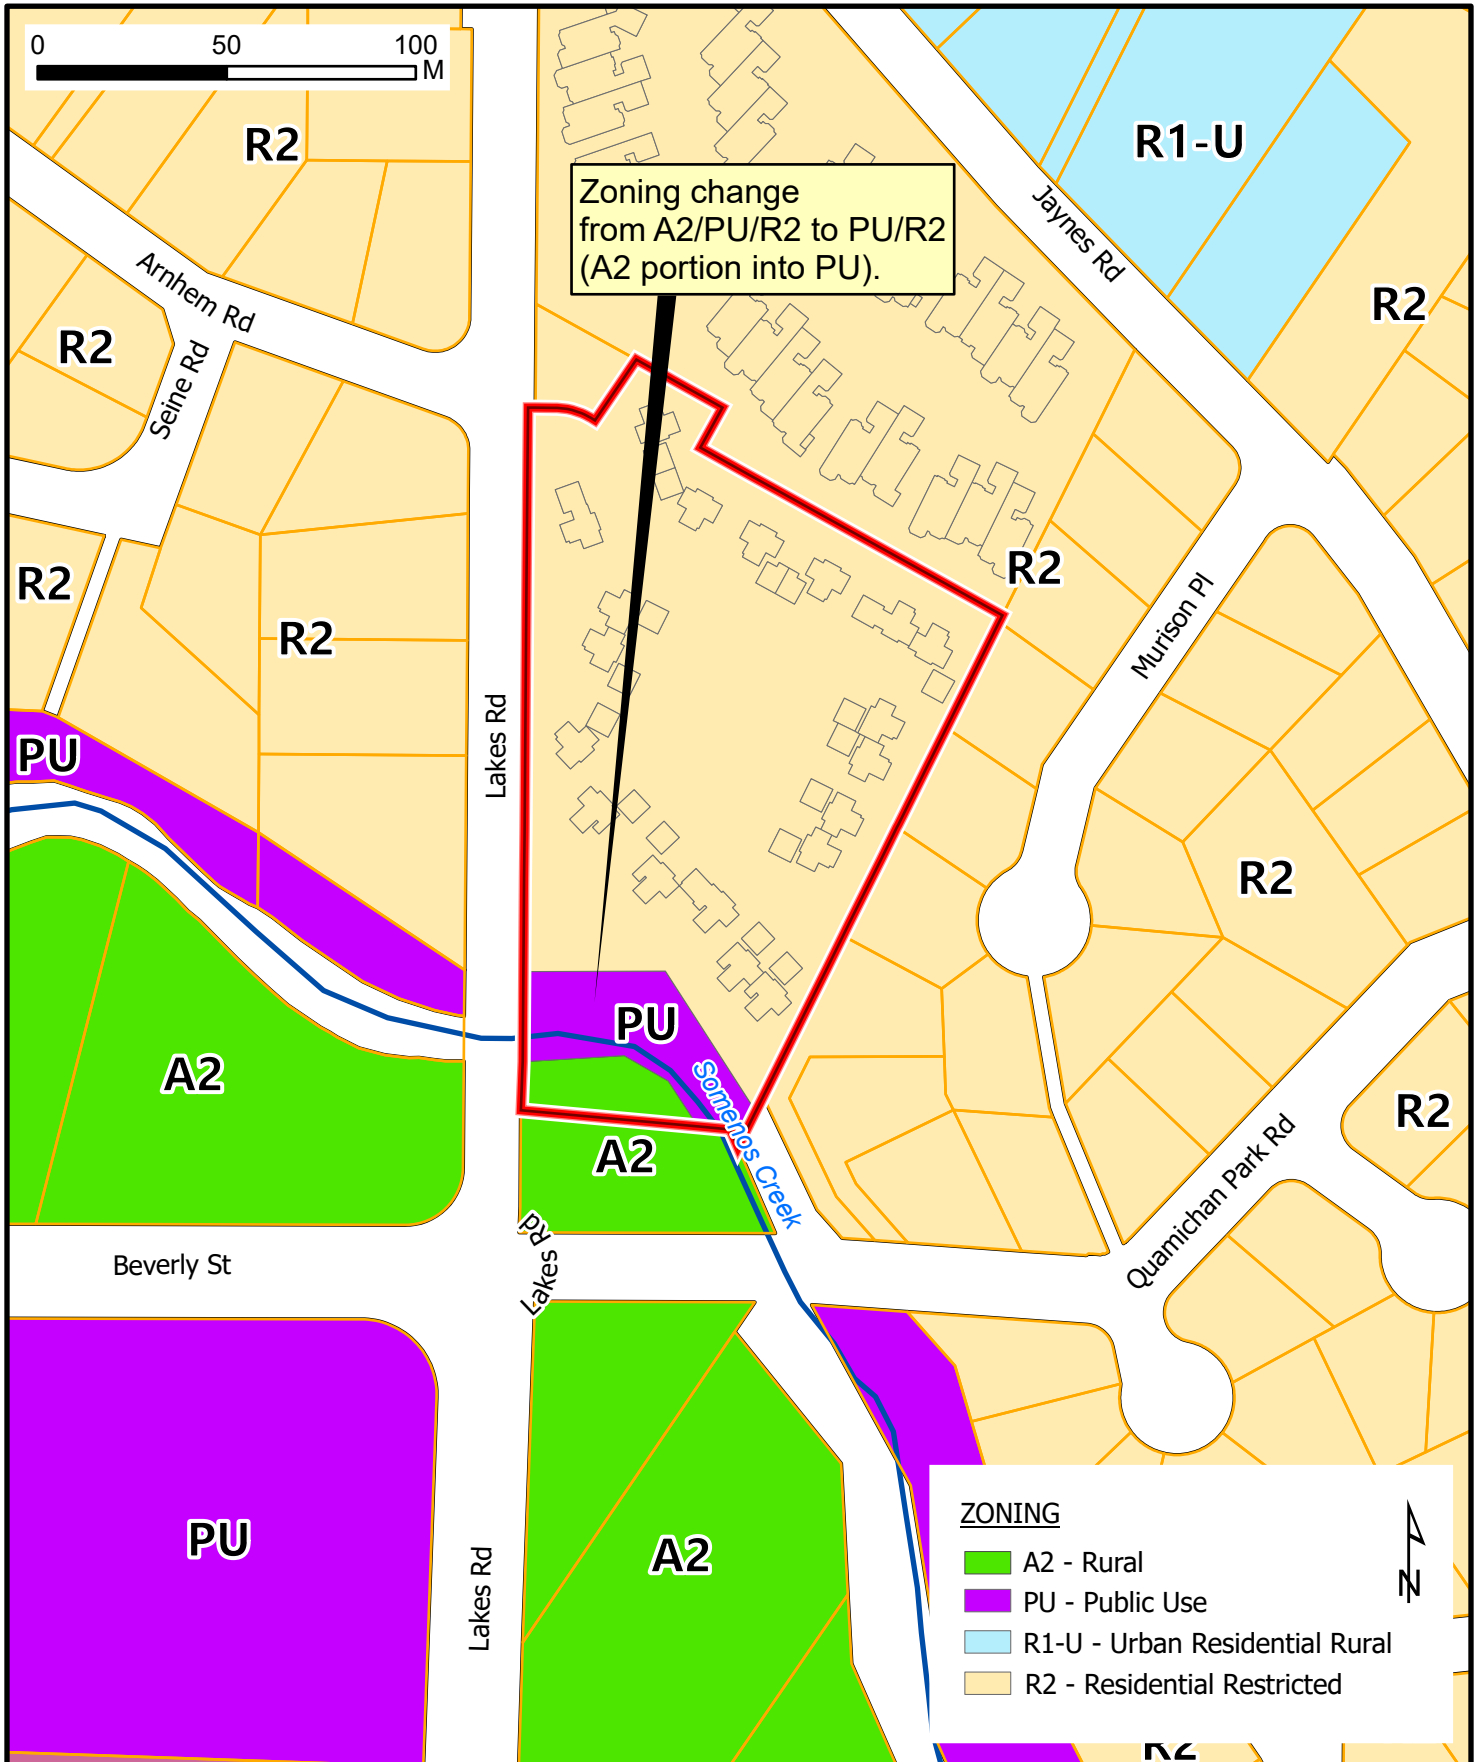 0 50 100
M
R2
R1-U
Zoning change
from A2/PU/R2 to PU/R2
(A2 portion into PU).
Jaynes Rd
Arnhem Rd
R2
R2
Seine Rd
R2
R2
R2
Murison Pl
Lakes Rd
PU
R2
PU
A2
Somenos Creek
R2
A2
Quamichan Park Rd
Lakes Rd
Beverly St
PU
A2
Lakes Rd
ZONING
A2 - Rural
PU - Public Use
R1-U - Urban Residential Rural
R2 - Residential Restricted
N
R2